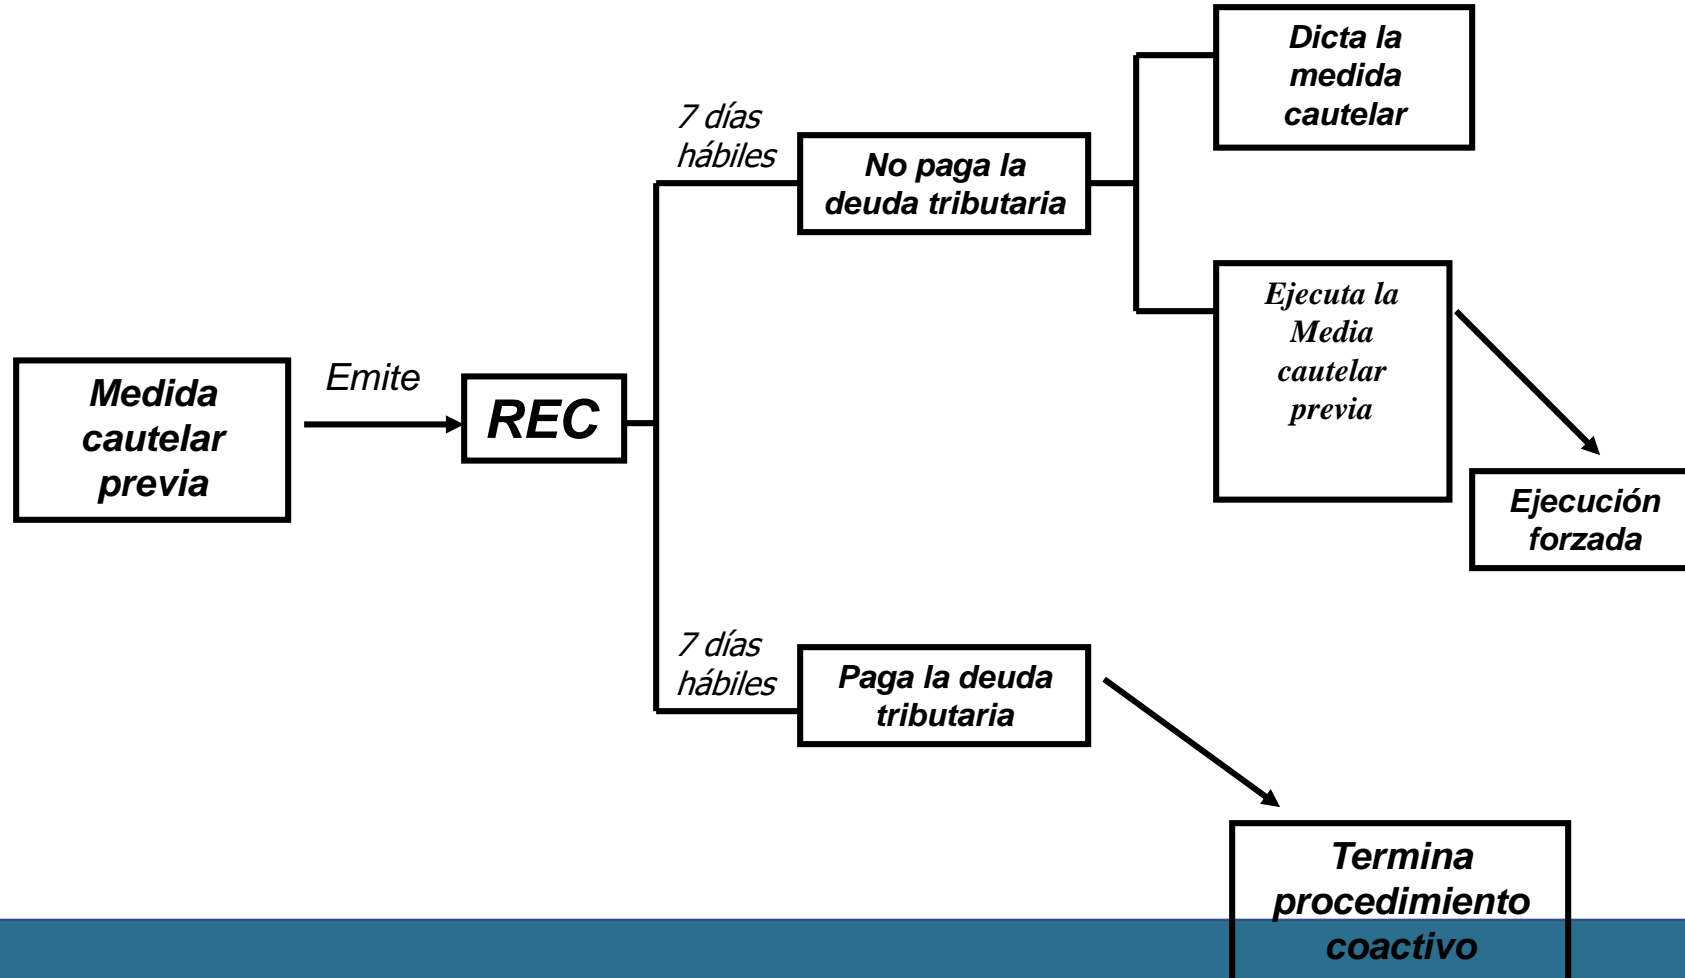 Medida
cautelar
previa
Emite
REC
7 días
hábiles
No paga la
deuda tributaria
Dicta la
medida
cautelar
Ejecuta la
Media
cautelar
previa
Ejecución
forzada
7 días
hábiles
Paga la deuda
tributaria
Termina
procedimiento
coactivo